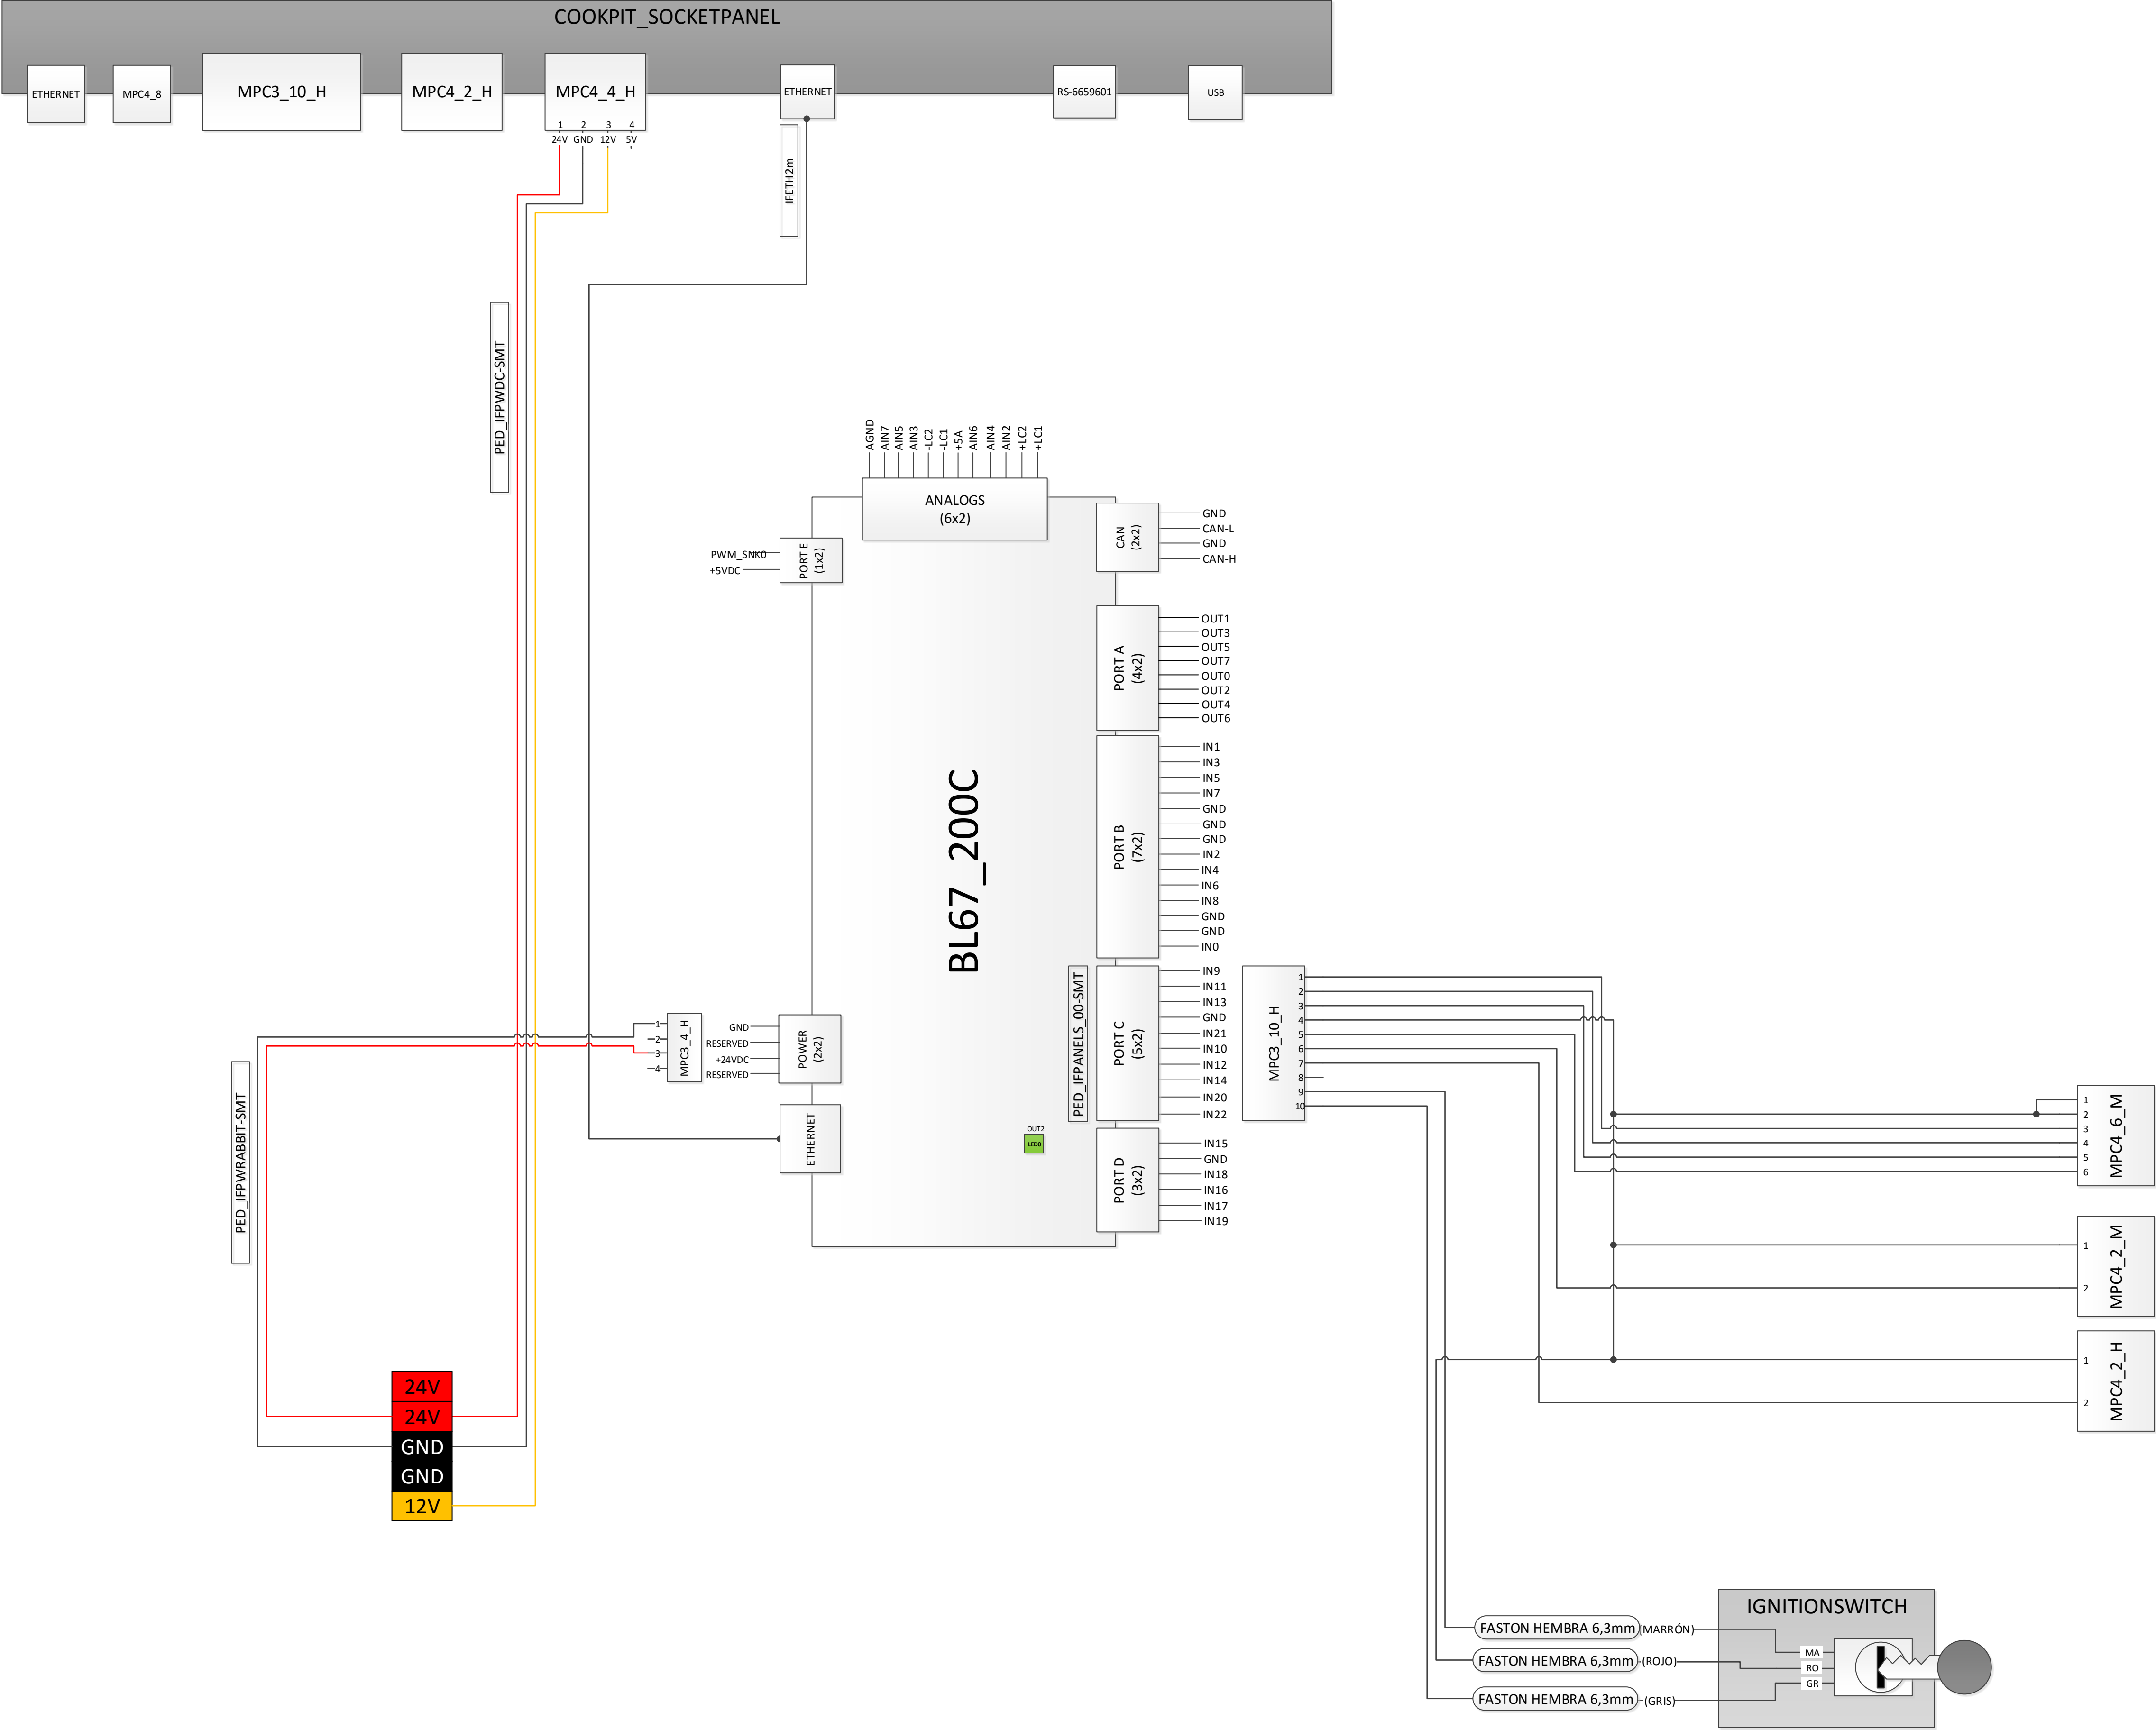 COOKPIT_SOCKETPANEL
ETHERNET
MPC4_8
MPC3_10_H
MPC4_2_H
MPC4_4_H
1 2 3 4
24V GND 12V 5V
ETHERNET
RS-6659601
USB
IFETH2m
PED_IFPWDC-SMT
AGND
AIN7
AIN5
AIN3
-LC2
-LC1
+5A
AIN6
AIN4
AIN2
+LC2
+LC1
ANALOGS
(6x2)
PWM_SNK0
+5VDC
PORT E
(1x2)
CAN
(2x2)
GND
CAN-L
GND
CAN-H
PORT A
(4x2)
OUT1
OUT3
OUT5
OUT7
OUT0
OUT2
OUT4
OUT6
BL67_200C
PORT B
(7x2)
IN1
IN3
IN5
IN7
GND
GND
GND
IN2
IN4
IN6
IN8
GND
GND
IN0
PED_IFPANELS_00-SMT
PORT C
(5x2)
IN9
IN11
IN13
GND
IN21
IN10
IN12
IN14
IN20
IN22
MPC3_10_H
1
2
3
4
5
6
7
8
9
10
1
2
3
4
MPC3_4_H
GND
RESERVED
+24VDC
RESERVED
POWER
(2x2)
ETHERNET
OUT2
LED0
PORT D
(3x2)
IN15
GND
IN18
IN16
IN17
IN19
PED_IFPWRABBIT-SMT
1
2
3
4
5
6
MPC4_6_M
1
2
MPC4_2_M
1
2
MPC4_2_H
24V
24V
GND
GND
12V
IGNITIONSWITCH
FASTON HEMBRA 6,3mm (MARRÓN)
FASTON HEMBRA 6,3mm (ROJO)
FASTON HEMBRA 6,3mm (GRIS)
MA
RO
GR